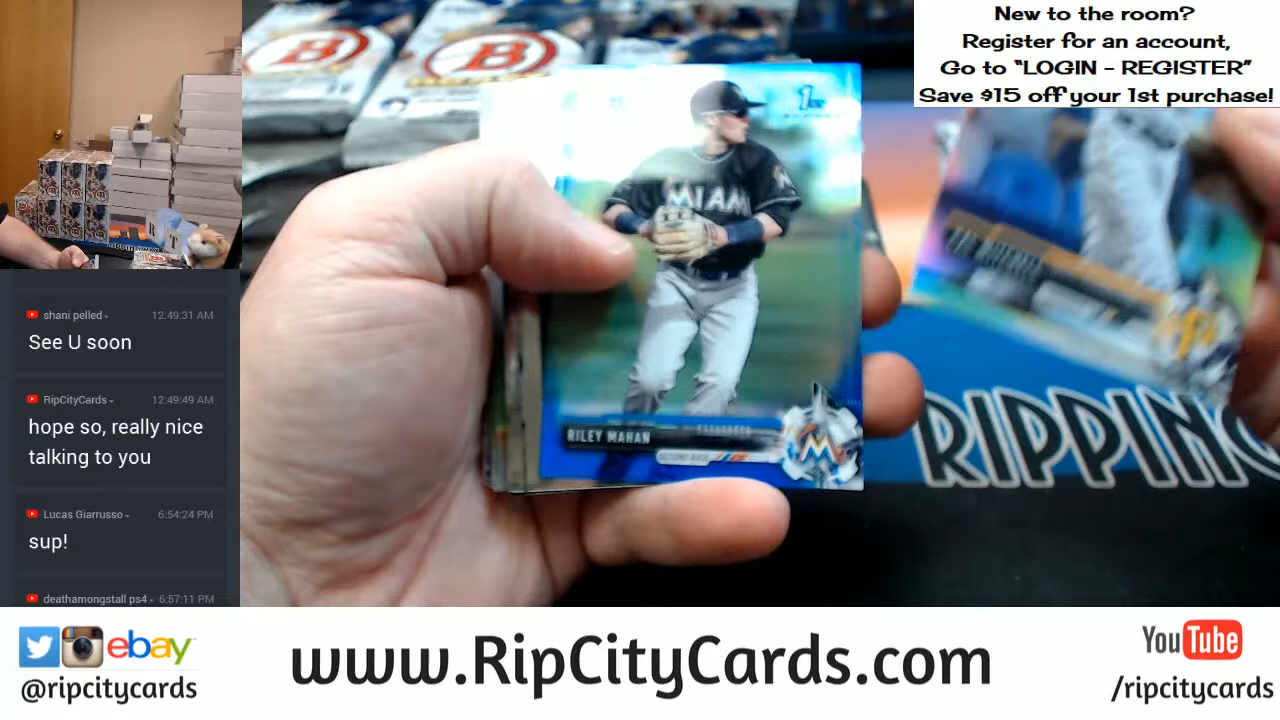 New to the room?
Register for an account,
Go to “LOGIN - REGISTER”
Save $15 off your 1st purchase!
B
B
1st
MIAM
RILEY MAHAN
SECOND BASE
M
RIPPING
shani pelled
12:49:31 AM
See U soon
RipCityCards
12:49:49 AM
hope so, really nice
talking to you
Lucas Giarrusso
6:54:24 PM
sup!
deathamongstall ps4
6:57:11 PM
ebay
@ripcitycards
www.RipCityCards.com
YouTube
/ripcitycards